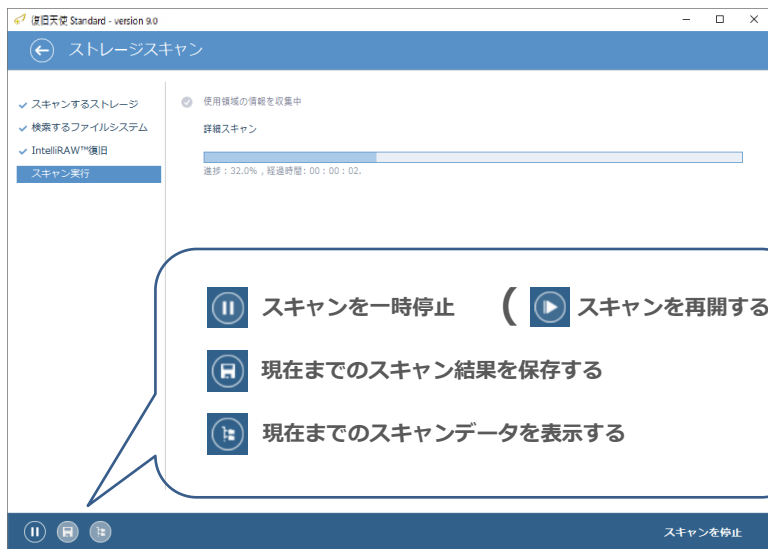 復旧天使 Standard - version 9.0
ストレージスキャン
スキャンするストレージ
検索するファイルシステム
IntelliRAW™復旧
スキャン実行
使用領域の情報を収集中
詳細スキャン
進捗 : 32.0% , 経過時間: 00 : 00 : 02.
スキャンを一時停止 ( スキャンを再開する
現在までのスキャン結果を保存する
現在までのスキャンデータを表示する
スキャンを停止